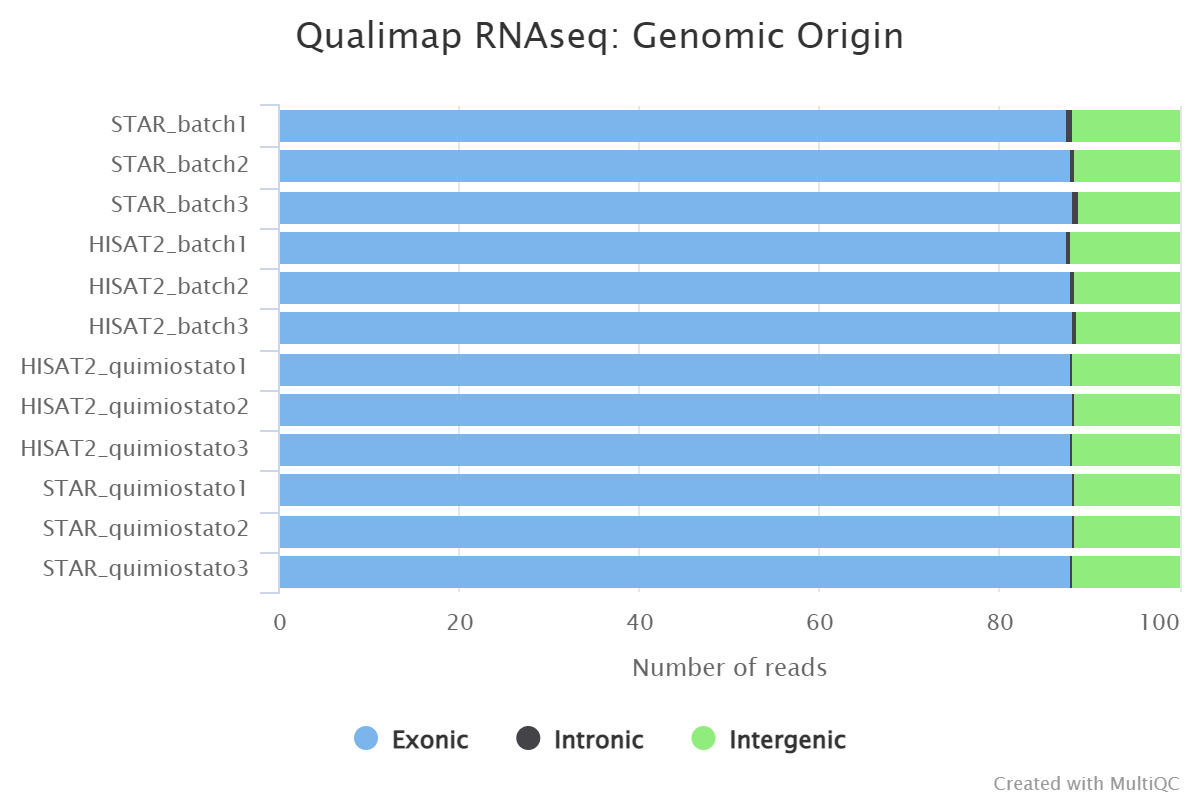 Qualimap RNAseq: Genomic Origin
STAR_batch1
STAR_batch2
STAR_batch3
HISAT2_batch1
HISAT2_batch2
HISAT2_batch3
HISAT2_quimiostato1
HISAT2_quimiostato2
HISAT2_quimiostato3
STAR_quimiostato1
STAR_quimiostato2
STAR_quimiostato3
0 20 40 60 80 100
Number of reads
Exonic Intronic Intergenic
Created with MultiQC